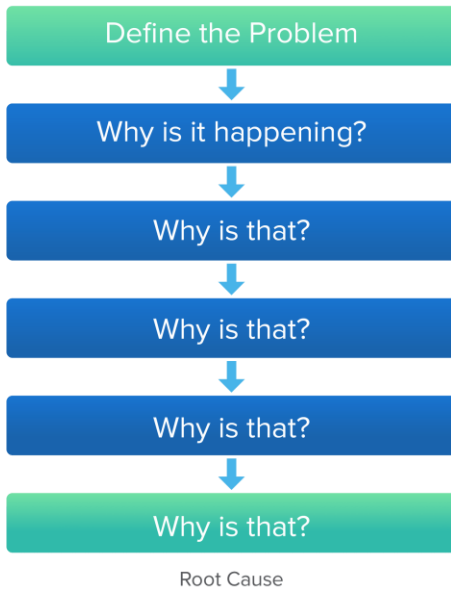 Define the Problem
Why is it happening?
Why is that?
Why is that?
Why is that?
Why is that?
Root Cause